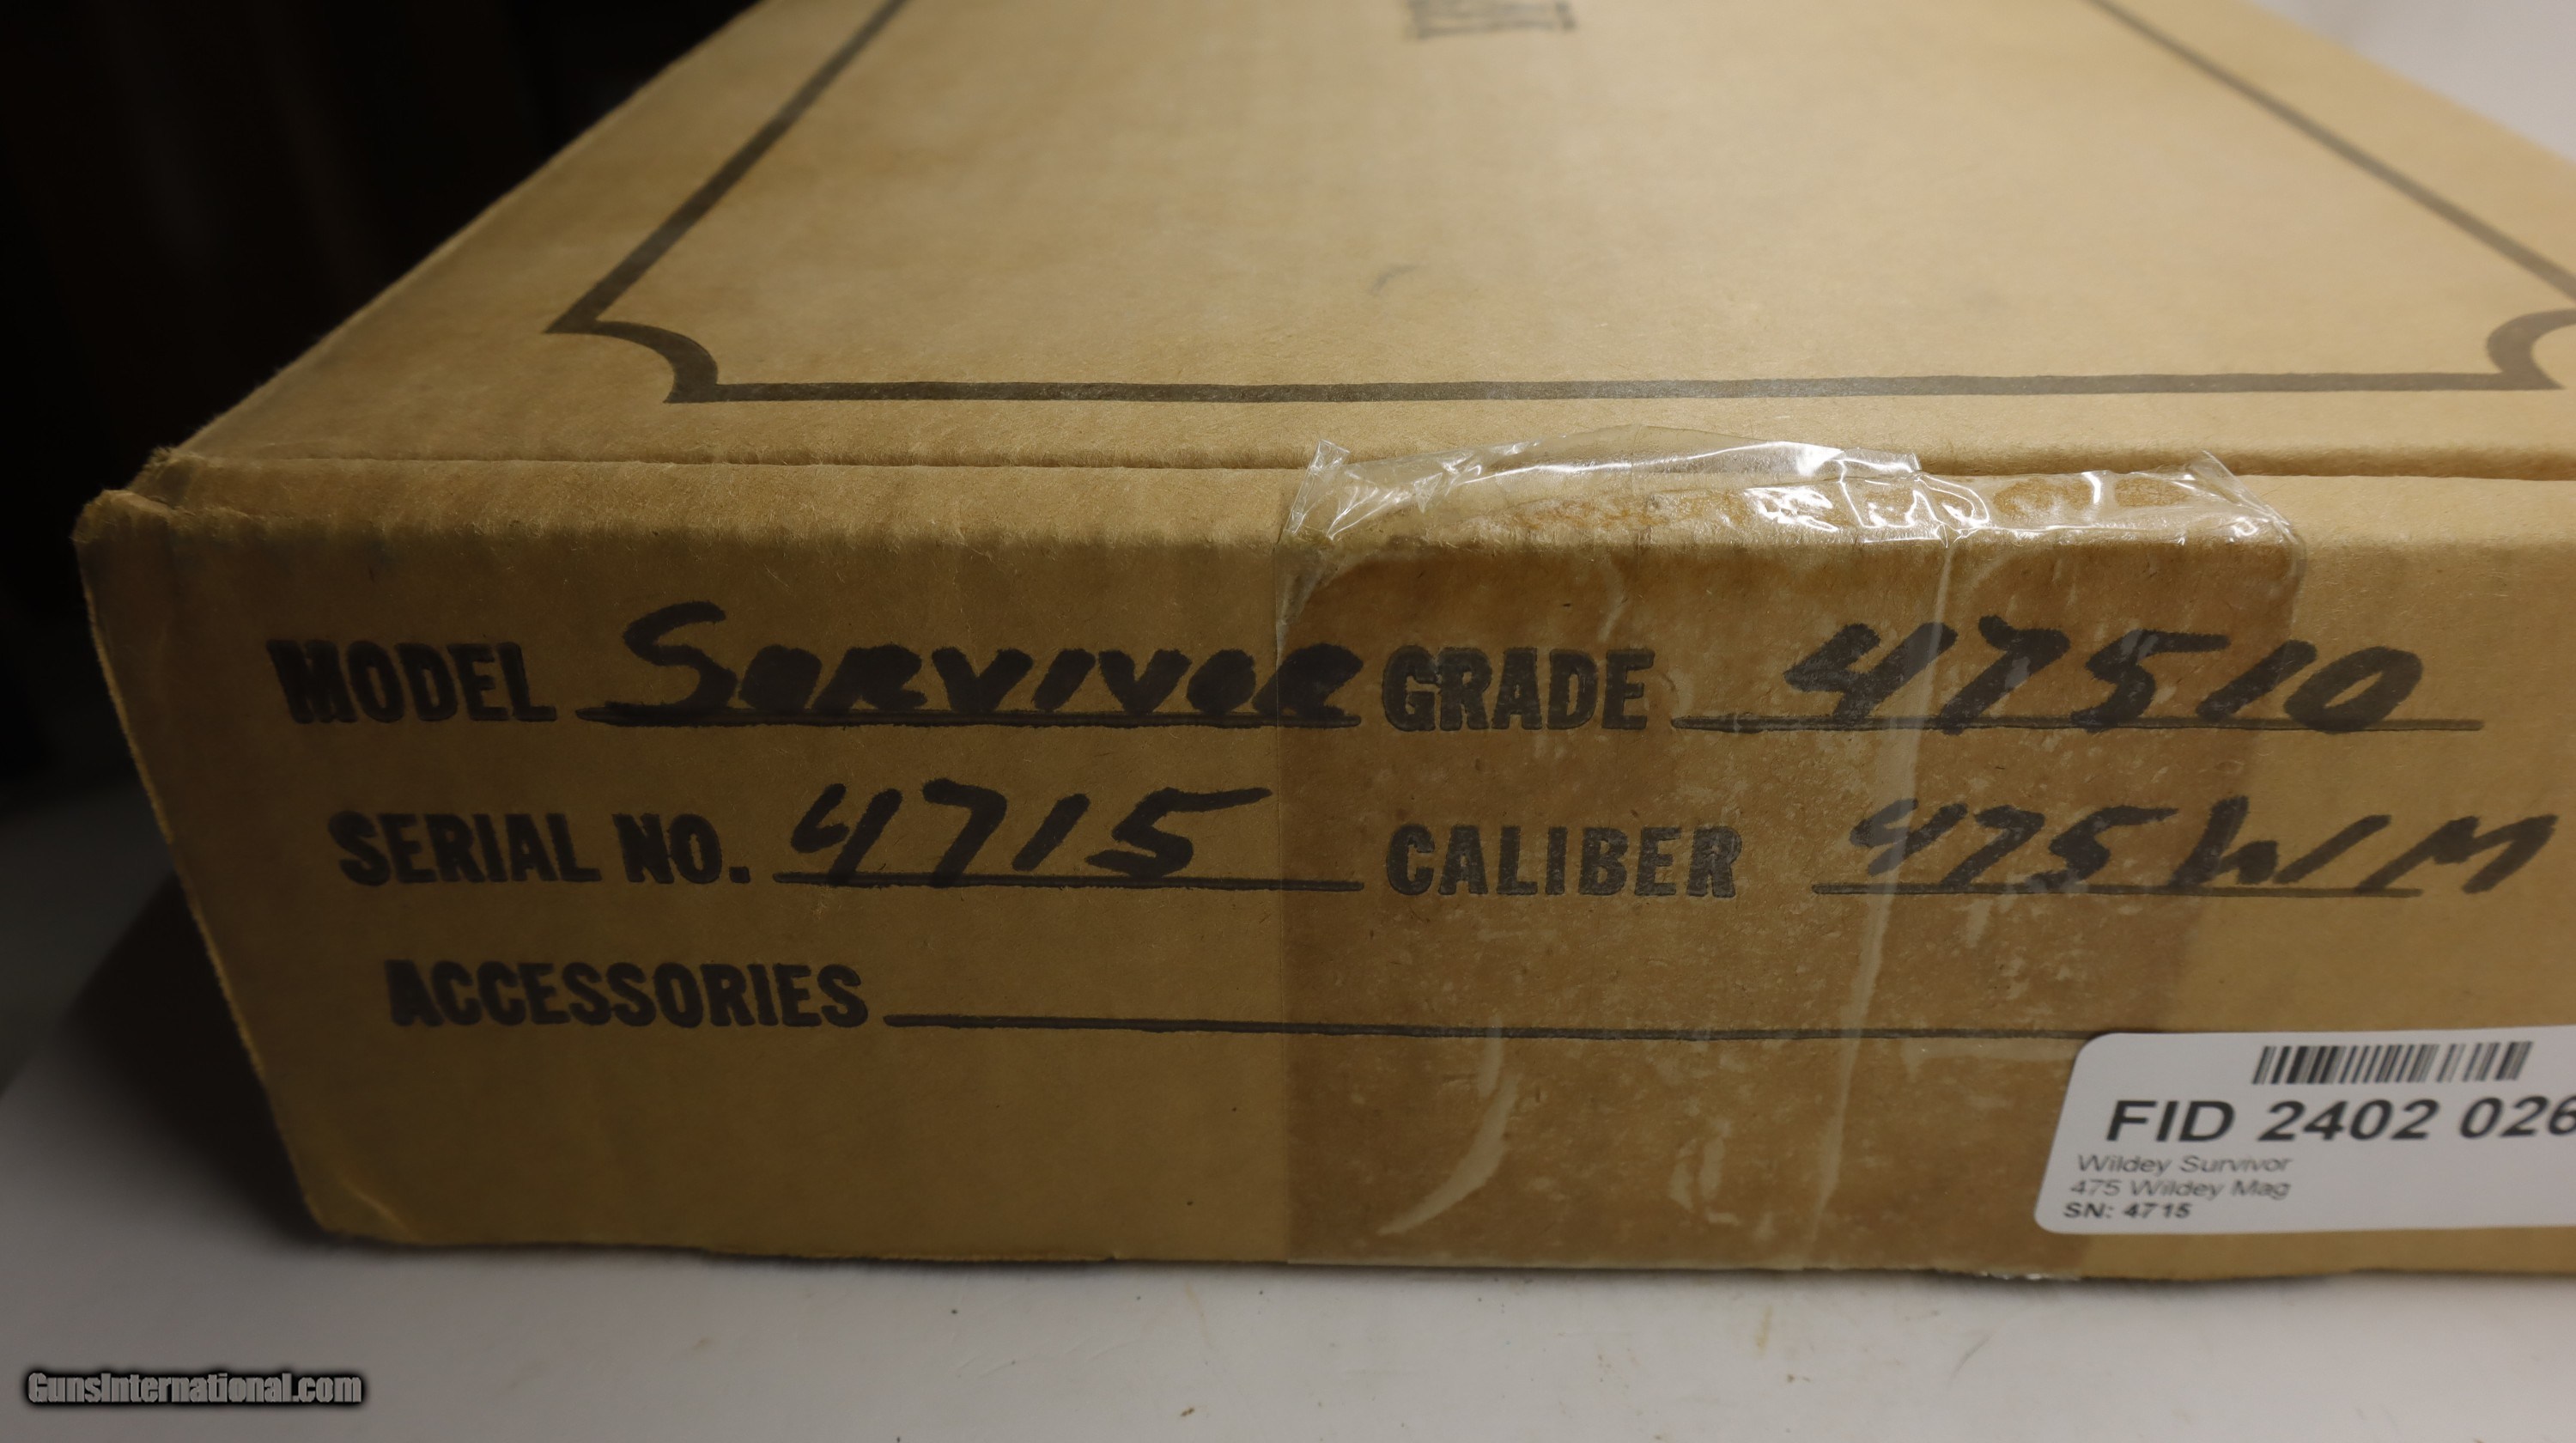 MODEL SURVIVOR GRADE 47510
SERIAL NO. 4715 CALIBER 475 WIM
ACCESSORIES
FID 2402 026
Wildey Survivor
475 Wildey Mag
SN: 4715
GunsInternational.com